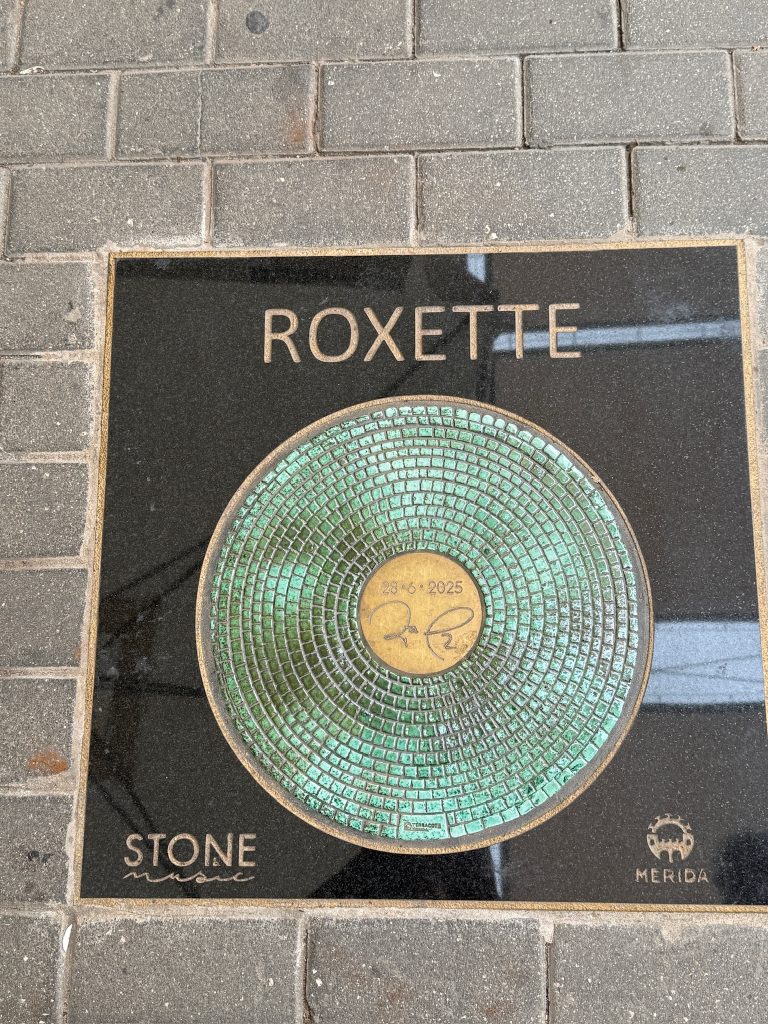 ROXETTE
28·6·2025
STONE
music
MERIDA